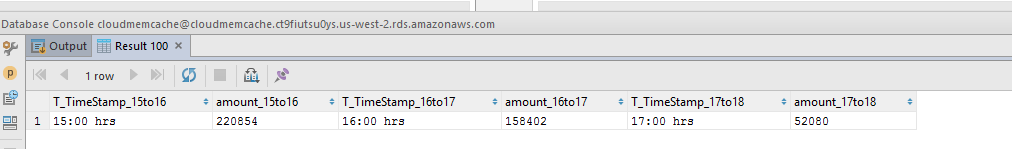 Database Console cloudmemcache@cloudmemcache.ct9fiutsu0ys.us-west-2.rds.amazonaws.com
Output Result 100
1 row
T_TimeStamp_15to16 amount_15to16 T_TimeStamp_16to17 amount_16to17 T_TimeStamp_17to18 amount_17to18
1 15:00 hrs 220854 16:00 hrs 158402 17:00 hrs 52080